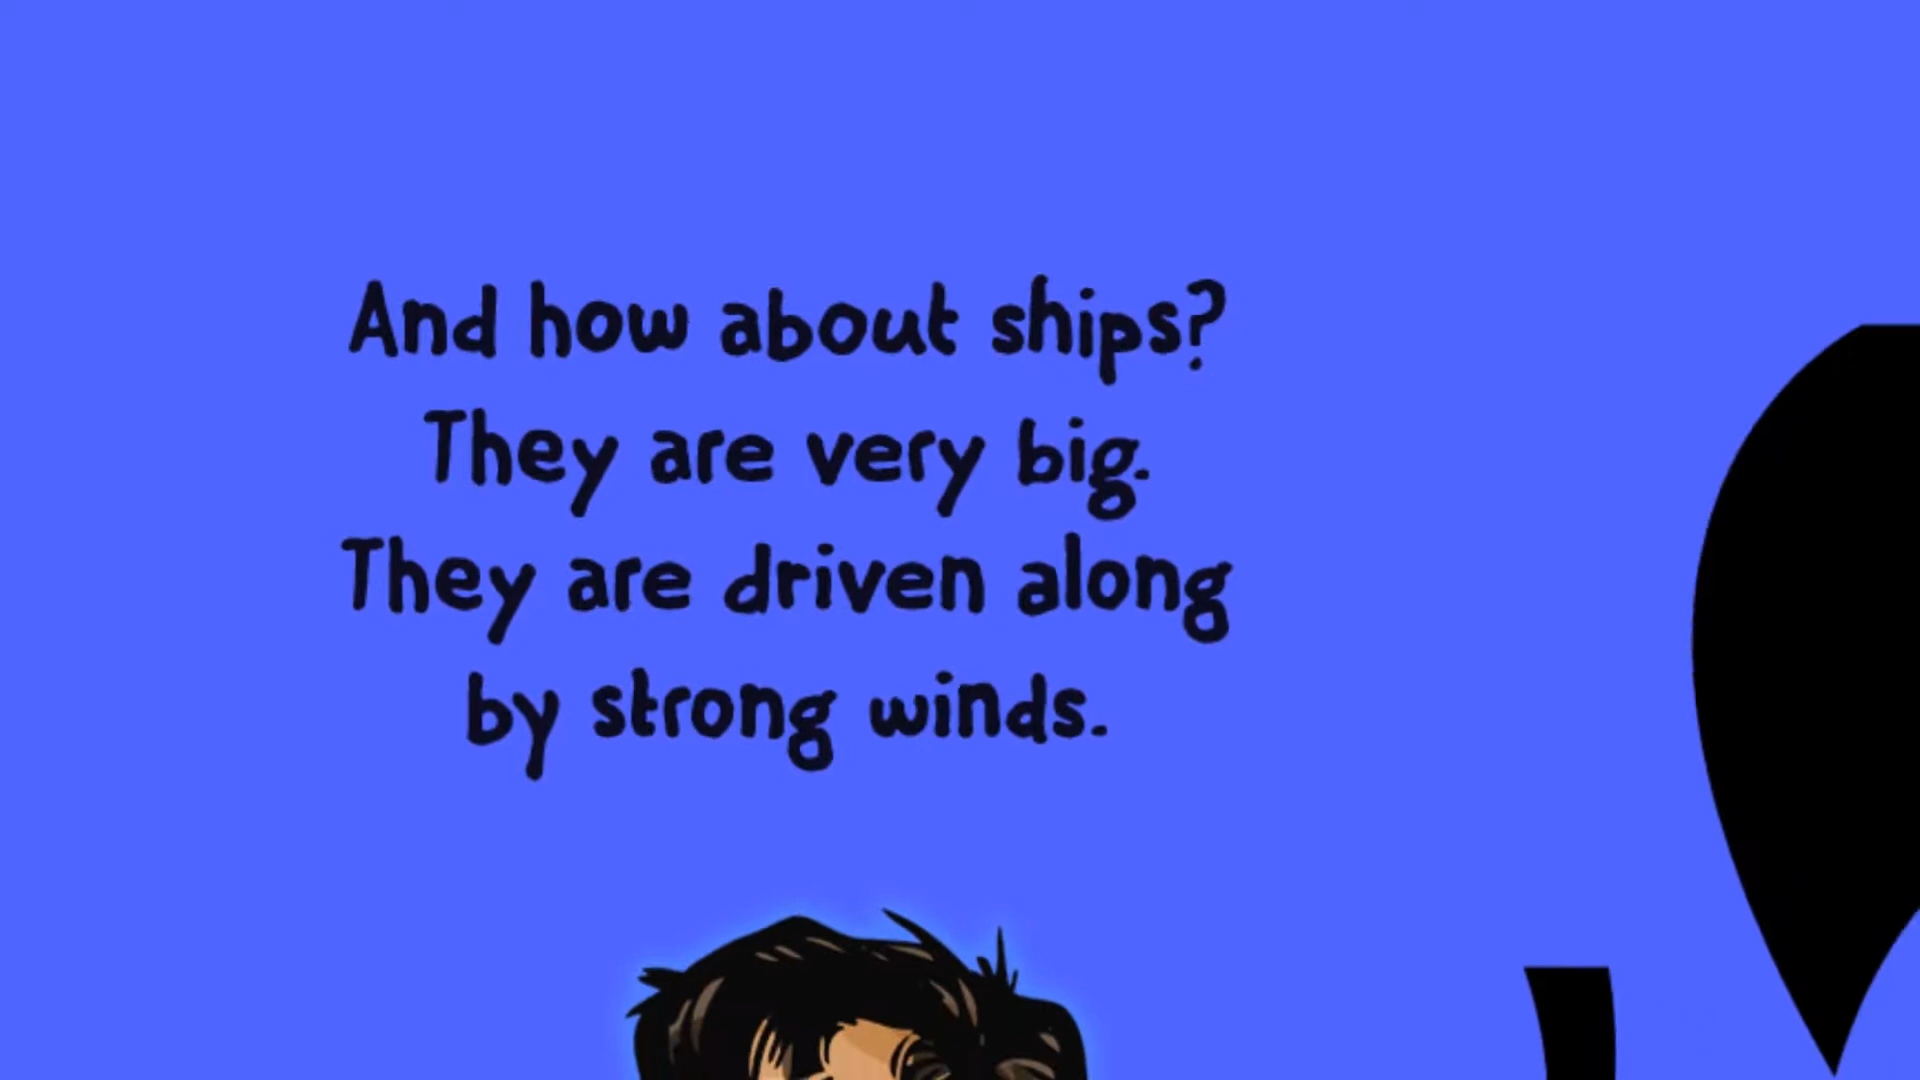 And how about ships?
They are very big.
They are driven along
by strong winds.